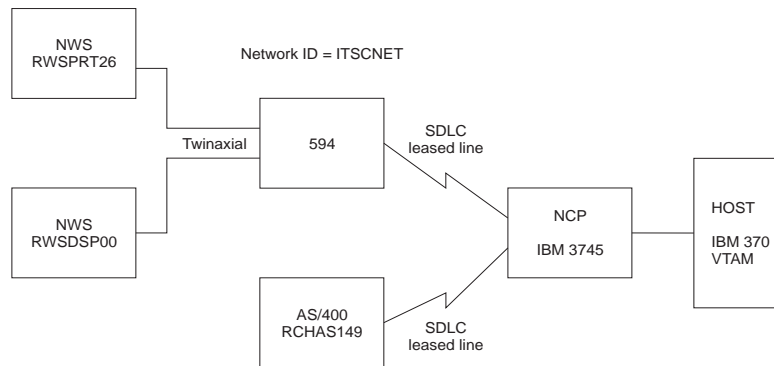 NWS
RWSPRT26
Network ID = ITSCNET
Twinaxial
594
SDLC
leased line
NWS
RWSDSP00
NCP
IBM 3745
HOST
IBM 370
VTAM
AS/400
RCHAS149
SDLC
leased line